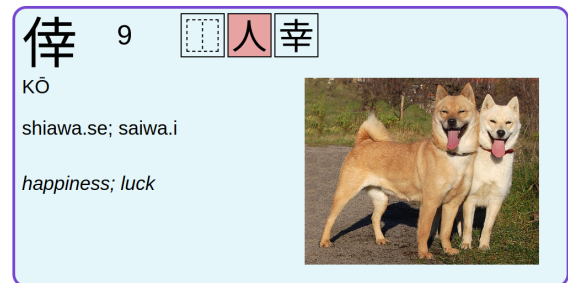 倖 9 人 幸
KŌ
shiawa.se; saiwa.i
happiness; luck